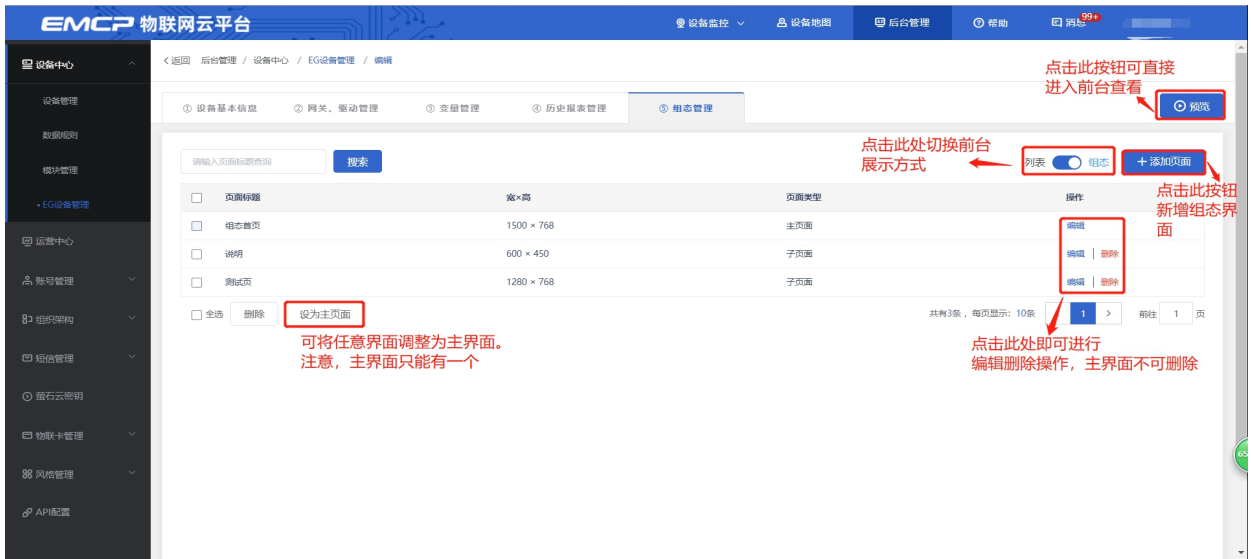 EMCP 物联网云平台
设备监控
设备地图
后台管理
帮助
消息
99+
设备中心
设备管理
数据规则
模块管理
•EG设备管理
运营中心
账号管理
组织架构
短信管理
萤石云密钥
物联卡管理
风格管理
API配置
<返回 后台管理 / 设备中心 / EG设备管理 / 编辑
① 设备基本信息
② 网关、驱动管理
③ 变量管理
④ 历史报表管理
⑤ 组态管理
点击此按钮可直接
进入前台查看
预览
请输入页面标题查询
搜索
点击此处切换前台
展示方式
列表 组态
+添加页面
点击此按钮
新增组态界
面
页面标题 宽×高 页面类型 操作
组态首页 1500 × 768 主页面 编辑
说明 600 × 450 子页面 编辑 | 删除
测试页 1280 × 768 子页面 编辑 | 删除
全选 删除 设为主页面
共有3条，每页显示：10条 1 > 前往 1 页
可将任意界面调整为主界面。
注意，主界面只能有一个
点击此处即可进行
编辑删除操作，主界面不可删除
65